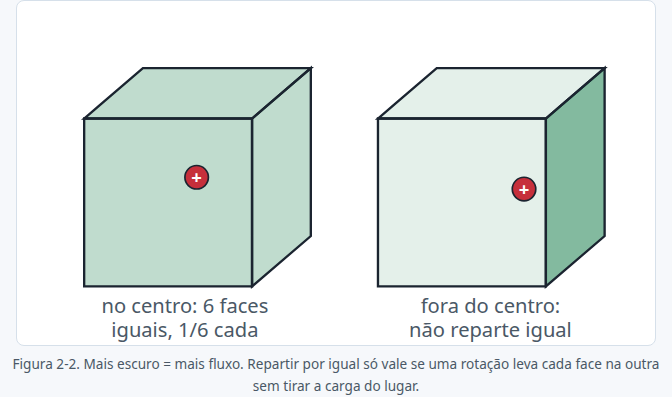 +
+
no centro: 6 faces
iguais, 1/6 cada
fora do centro:
não reparte igual
Figura 2-2. Mais escuro = mais fluxo. Repartir por igual só vale se uma rotação leva cada face na outra
sem tirar a carga do lugar.